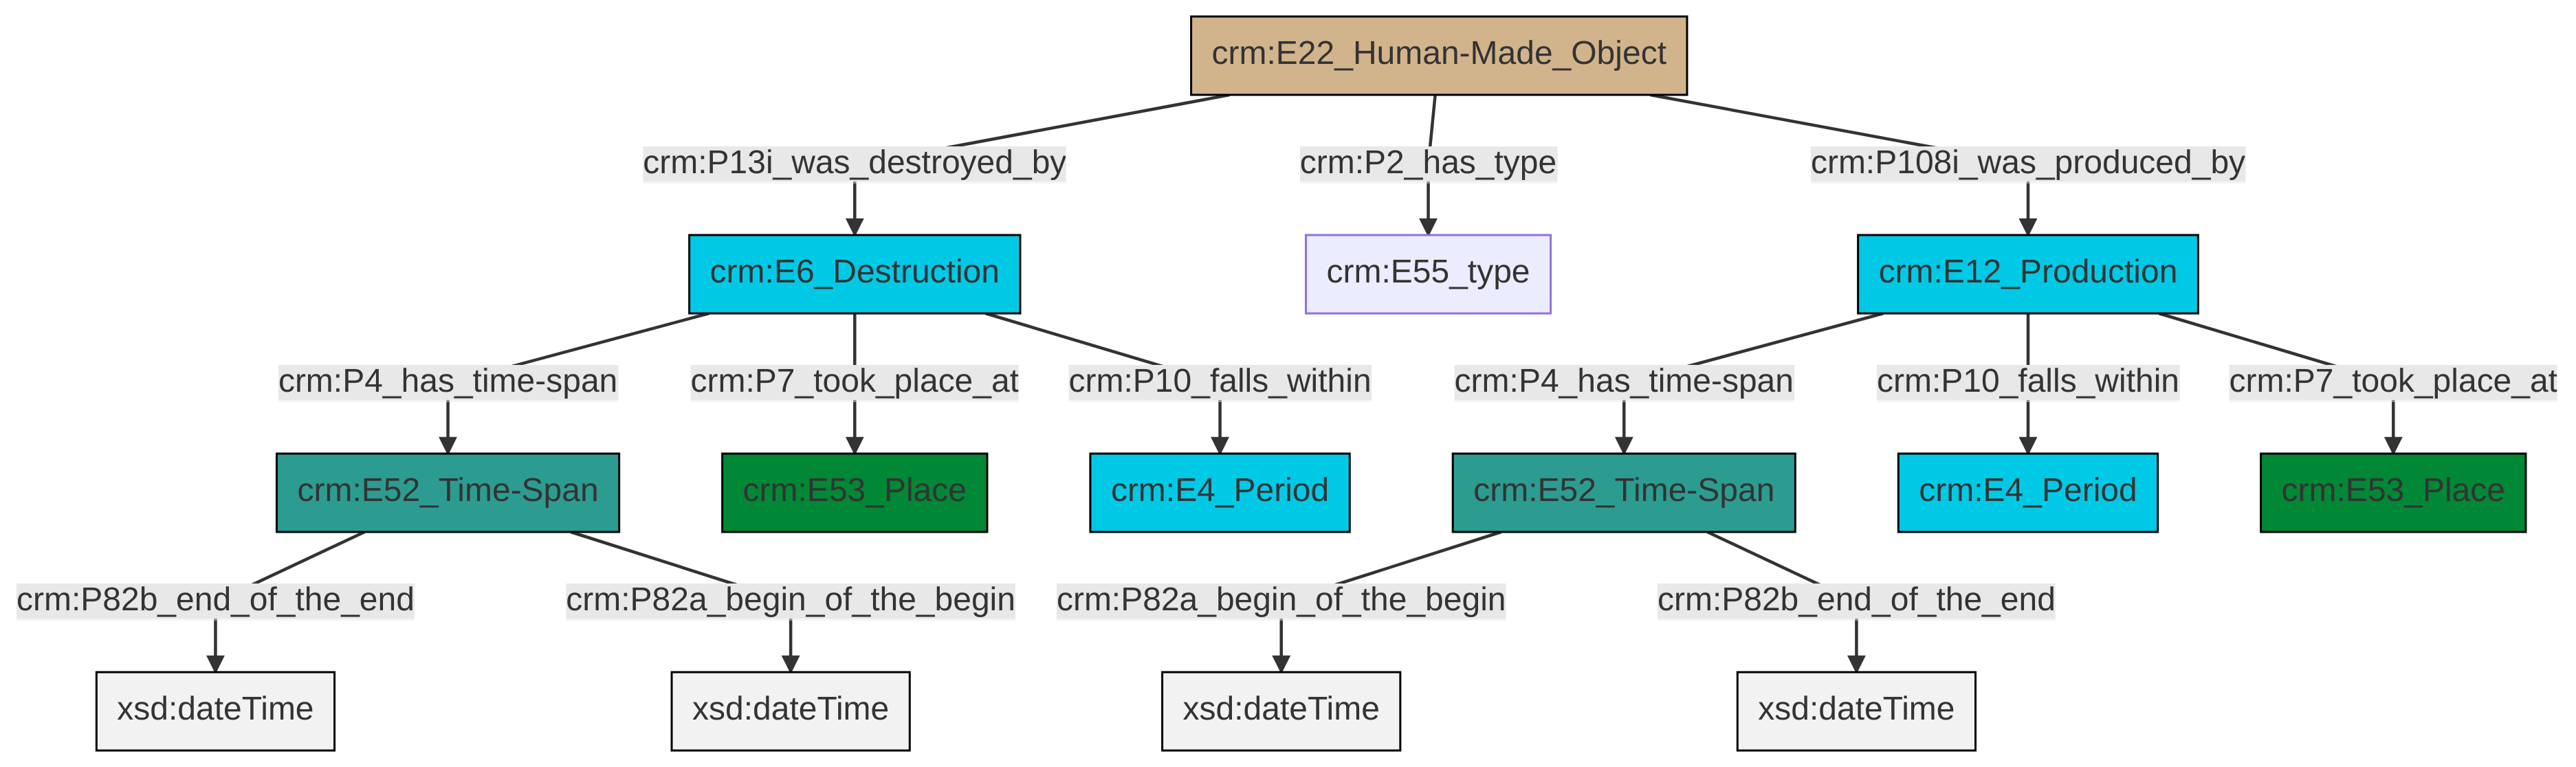 crm:E22_Human-Made_Object
crm:P13i_was_destroyed_by
crm:P2_has_type
crm:P108i_was_produced_by
crm:E6_Destruction
crm:E55_type
crm:E12_Production
crm:P4_has_time-span
crm:P7_took_place_at
crm:P10_falls_within
crm:P4_has_time-span
crm:P10_falls_within
crm:P7_took_place_at
crm:E52_Time-Span
crm:E53_Place
crm:E4_Period
crm:E52_Time-Span
crm:E4_Period
crm:E53_Place
crm:P82b_end_of_the_end
crm:P82a_begin_of_the_begin
crm:P82a_begin_of_the_begin
crm:P82b_end_of_the_end
xsd:dateTime
xsd:dateTime
xsd:dateTime
xsd:dateTime